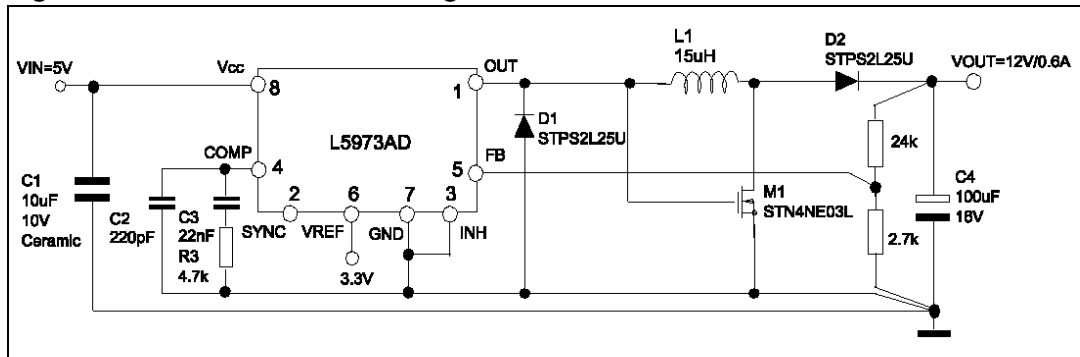 L1
15uH
D2
STPS2L25U
VIN=5V
Vcc
8
OUT
1
VOUT=12V/0.6A
L5973AD
D1
STPS2L25U
24k
COMP
4
FB
5
C1
10uF
10V
Ceramic
C2
220pF
C3
22nF
R3
4.7k
SYNC
2
VREF
6
GND
7
INH
3
3.3V
M1
STN4NE03L
2.7k
C4
100uF
16V